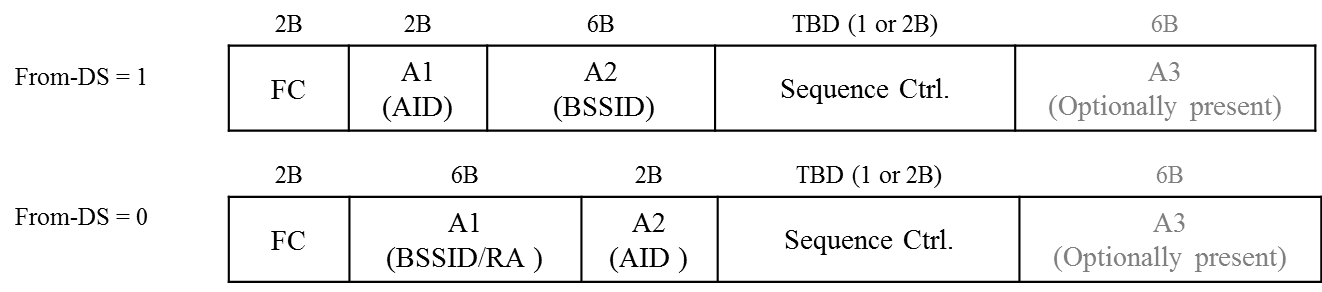 2B 2B 6B TBD (1 or 2B) 6B
From-DS = 1 FC A1 A2 Sequence Ctrl. A3
(AID) (BSSID) (Optionally present)
2B 6B 2B TBD (1 or 2B) 6B
From-DS = 0 FC A1 A2 Sequence Ctrl. A3
(BSSID/RA ) (AID ) (Optionally present)